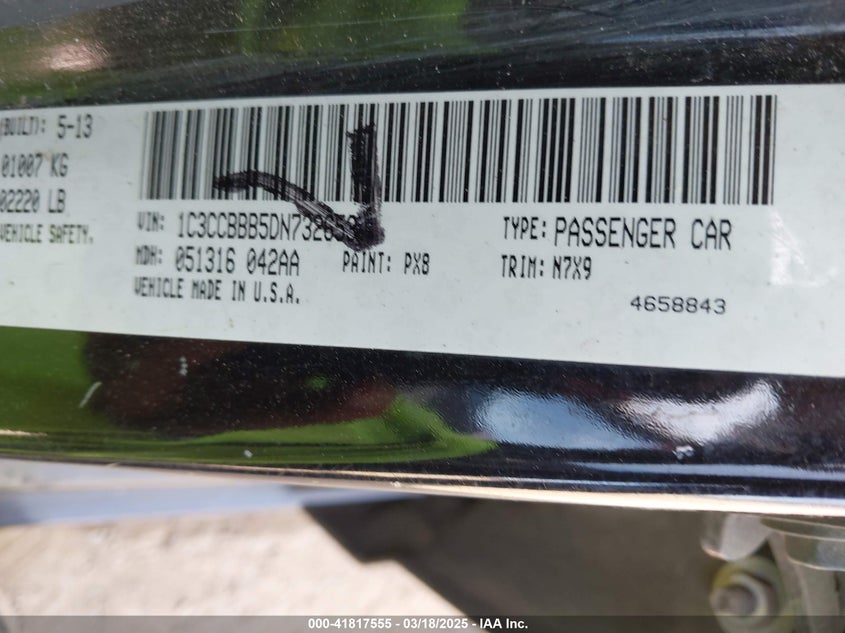 (BUILT): 5-13
01007 KG
02220 LB
VEHICLE SAFETY.
VIN: TYPE: PASSENGER CAR
MDH: 051316 042AA PAINT: PX8 TRIM: N7X9
VEHICLE MADE IN U.S.A.
4658843
000-41817555 — 03/18/2025 — IAA Inc.